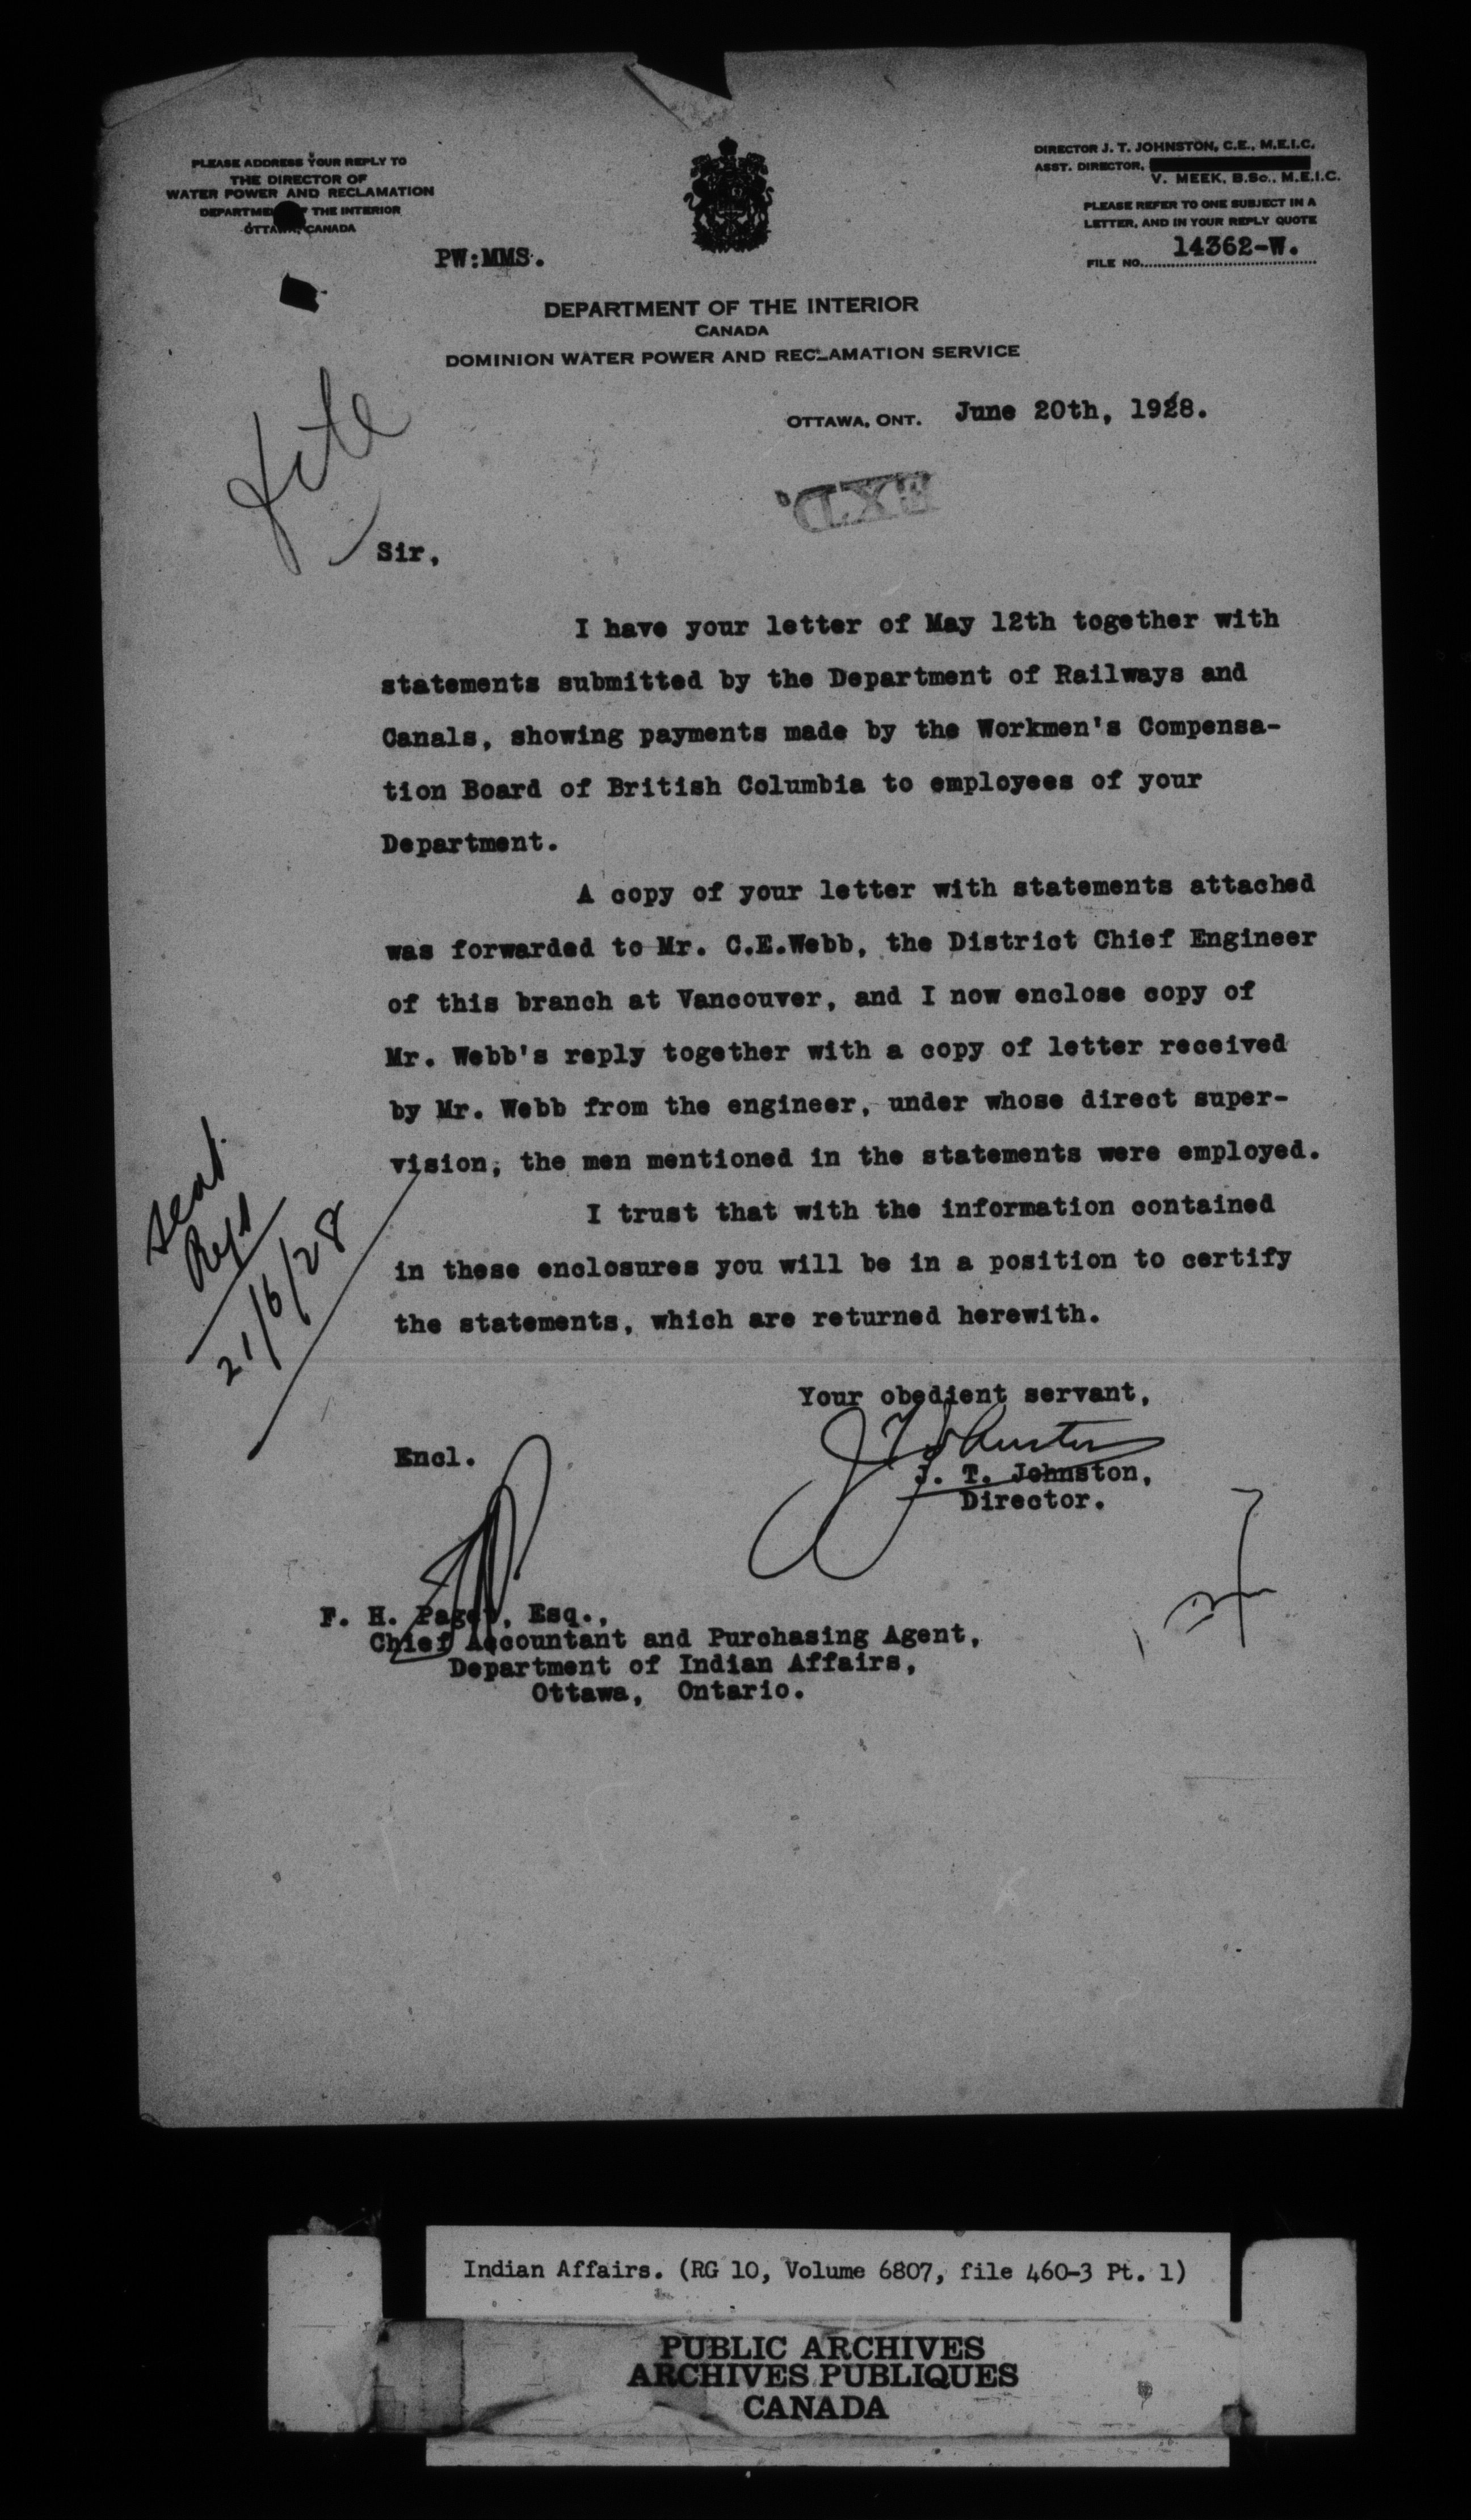 PLEASE ADDRESS YOUR REPLY TO
THE DIRECTOR OF
WATER POWER AND RECLAMATION
DEPARTMENT OF THE INTERIOR
OTTAWA, CANADA
PW:MMS.
DIRECTOR J. T. JOHNSTON, C.E., M.E.I.C.
ASST. DIRECTOR,
V. MEEK, B.Sc., M.E.I.C.
PLEASE REFER TO ONE SUBJECT IN A
LETTER, AND IN YOUR REPLY QUOTE
FILE NO. 14362-W.
DEPARTMENT OF THE INTERIOR
CANADA
DOMINION WATER POWER AND RECLAMATION SERVICE
OTTAWA, ONT. June 20th, 1928.
File
EXD.
Sir,
I have your letter of May 12th together with
statements submitted by the Department of Railways and
Canals, showing payments made by the Workmen's Compensa-
tion Board of British Columbia to employees of your
Department.
A copy of your letter with statements attached
was forwarded to Mr. C.E.Webb, the District Chief Engineer
of this branch at Vancouver, and I now enclose copy of
Mr. Webb's reply together with a copy of letter received
by Mr. Webb from the engineer, under whose direct super-
vision, the men mentioned in the statements were employed.
I trust that with the information contained
in these enclosures you will be in a position to certify
the statements, which are returned herewith.
21/6/28
Your obedient servant,
J T Johnston
J. T. Johnston,
Director.
Encl.
F. H. Paget, Esq.,
Chief Accountant and Purchasing Agent,
Department of Indian Affairs,
Ottawa, Ontario.
Indian Affairs. (RG 10, Volume 6807, file 460-3 Pt. 1)
PUBLIC ARCHIVES
ARCHIVES PUBLIQUES
CANADA